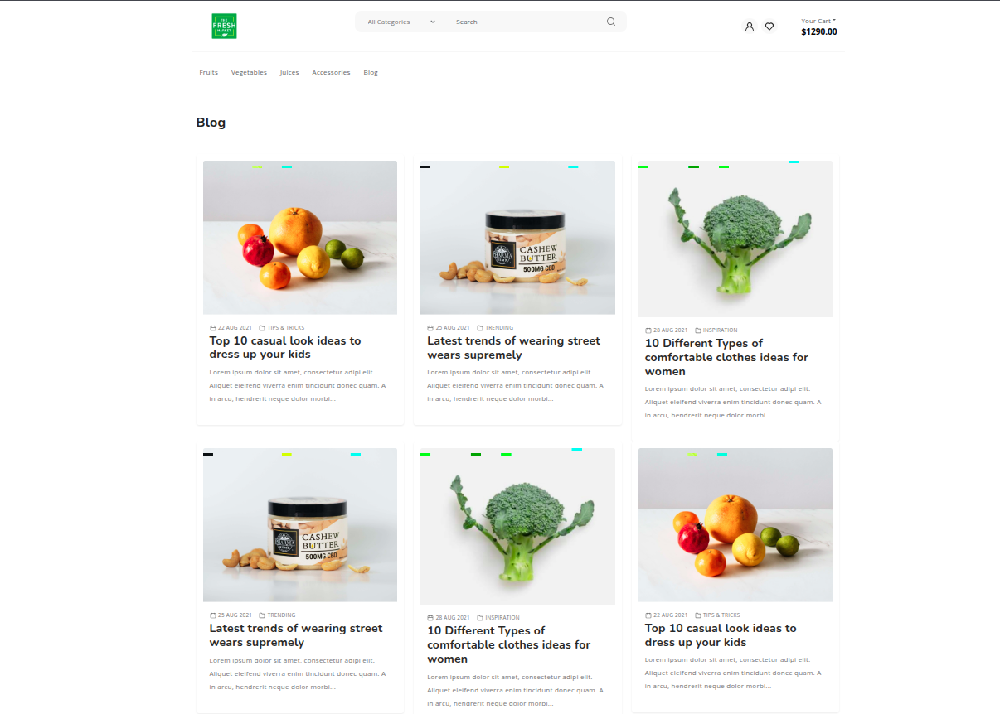 THE
FRESH
MARKET
All Categories
Search
Your Cart
$1290.00
Fruits
Vegetables
Juices
Accessories
Blog
Blog
CASHEW
BUTTER
500MG CBD
22 AUG 2021 TIPS & TRICKS
Top 10 casual look ideas to
dress up your kids
Lorem ipsum dolor sit amet, consectetur adipi elit.
Aliquet eleifend viverra enim tincidunt donec quam. A
in arcu, hendrerit neque dolor morbi...
25 AUG 2021 TRENDING
Latest trends of wearing street
wears supremely
Lorem ipsum dolor sit amet, consectetur adipi elit.
Aliquet eleifend viverra enim tincidunt donec quam. A
in arcu, hendrerit neque dolor morbi...
28 AUG 2021 INSPIRATION
10 Different Types of
comfortable clothes ideas for
women
Lorem ipsum dolor sit amet, consectetur adipi elit.
Aliquet eleifend viverra enim tincidunt donec quam. A
in arcu, hendrerit neque dolor morbi...
CASHEW
BUTTER
500MG CBD
25 AUG 2021 TRENDING
Latest trends of wearing street
wears supremely
Lorem ipsum dolor sit amet, consectetur adipi elit.
Aliquet eleifend viverra enim tincidunt donec quam. A
in arcu, hendrerit neque dolor morbi...
28 AUG 2021 INSPIRATION
10 Different Types of
comfortable clothes ideas for
women
Lorem ipsum dolor sit amet, consectetur adipi elit.
Aliquet eleifend viverra enim tincidunt donec quam. A
in arcu, hendrerit neque dolor morbi...
22 AUG 2021 TIPS & TRICKS
Top 10 casual look ideas to
dress up your kids
Lorem ipsum dolor sit amet, consectetur adipi elit.
Aliquet eleifend viverra enim tincidunt donec quam. A
in arcu, hendrerit neque dolor morbi...